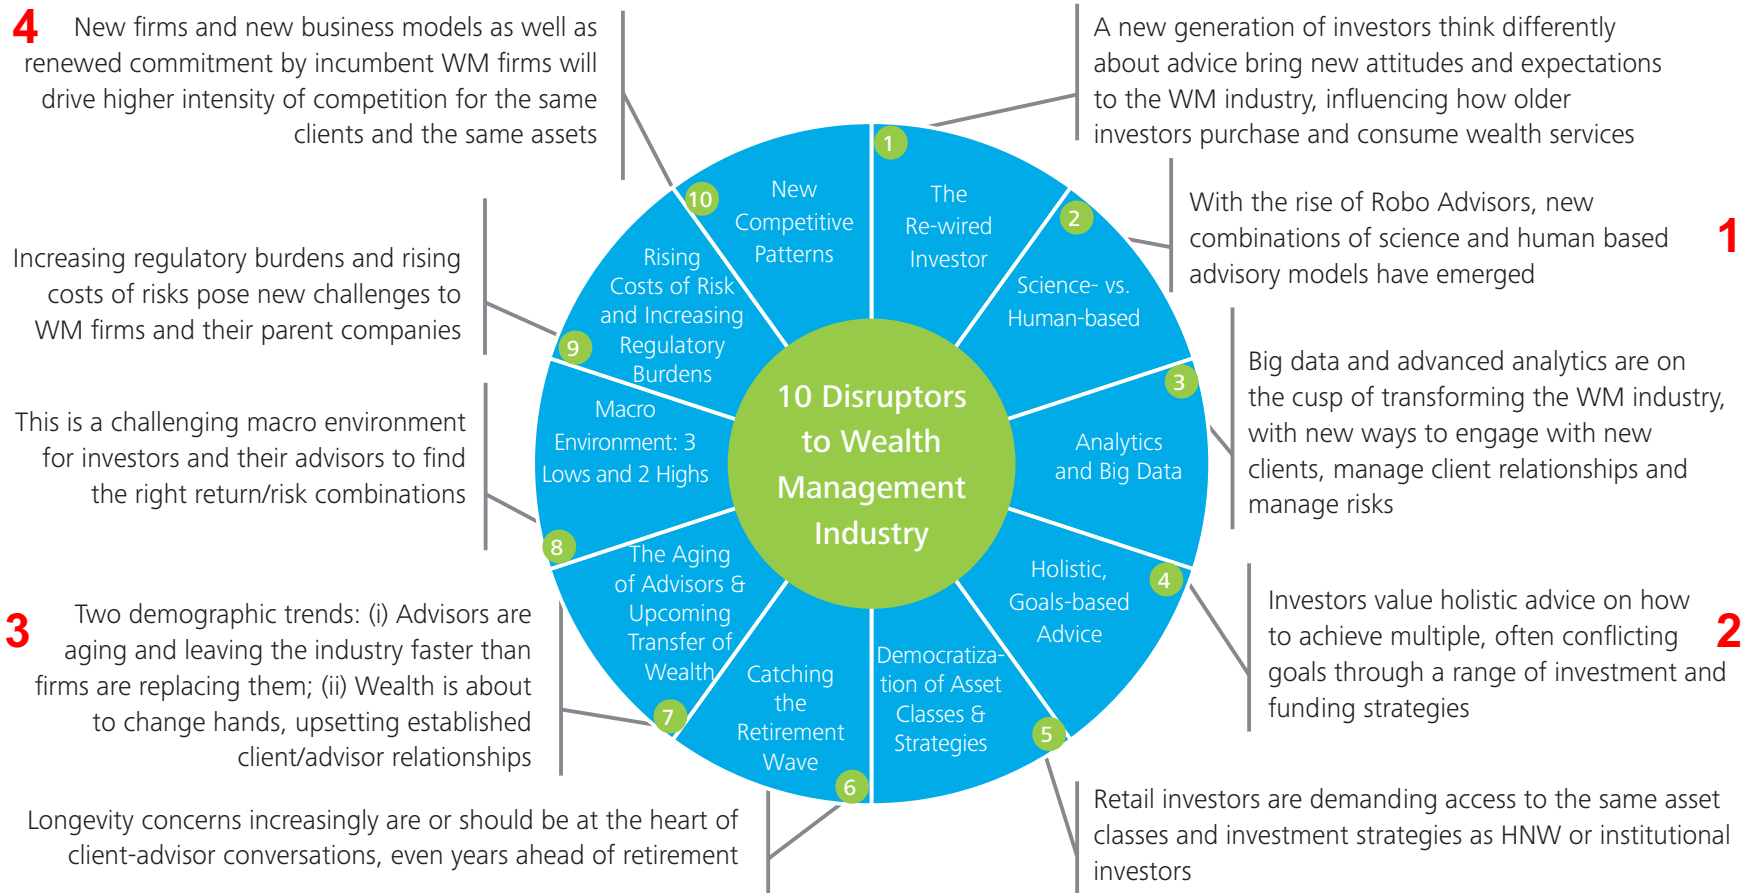 10 Disruptors
to Wealth
Management
Industry
1
The
Re-wired
Investor
A new generation of investors think differently
about advice bring new attitudes and expectations
to the WM industry, influencing how older
investors purchase and consume wealth services
2
Science- vs.
Human-based
With the rise of Robo Advisors, new
combinations of science and human based
advisory models have emerged
1
3
Analytics
and Big Data
Big data and advanced analytics are on
the cusp of transforming the WM industry,
with new ways to engage with new
clients, manage client relationships and
manage risks
4
Holistic,
Goals-based
Advice
Investors value holistic advice on how
to achieve multiple, often conflicting
goals through a range of investment and
funding strategies
2
5
Democratiza-
tion of Asset
Classes &
Strategies
Retail investors are demanding access to the same asset
classes and investment strategies as HNW or institutional
investors
6
Catching
the
Retirement
Wave
Longevity concerns increasingly are or should be at the heart of
client-advisor conversations, even years ahead of retirement
7
The Aging
of Advisors &
Upcoming
Transfer of
Wealth
3
Two demographic trends: (i) Advisors are
aging and leaving the industry faster than
firms are replacing them; (ii) Wealth is about
to change hands, upsetting established
client/advisor relationships
8
Macro
Environment: 3
Lows and 2 Highs
This is a challenging macro environment
for investors and their advisors to find
the right return/risk combinations
9
Rising
Costs of Risk
and Increasing
Regulatory
Burdens
Increasing regulatory burdens and rising
costs of risks pose new challenges to
WM firms and their parent companies
10
New
Competitive
Patterns
4
New firms and new business models as well as
renewed commitment by incumbent WM firms will
drive higher intensity of competition for the same
clients and the same assets